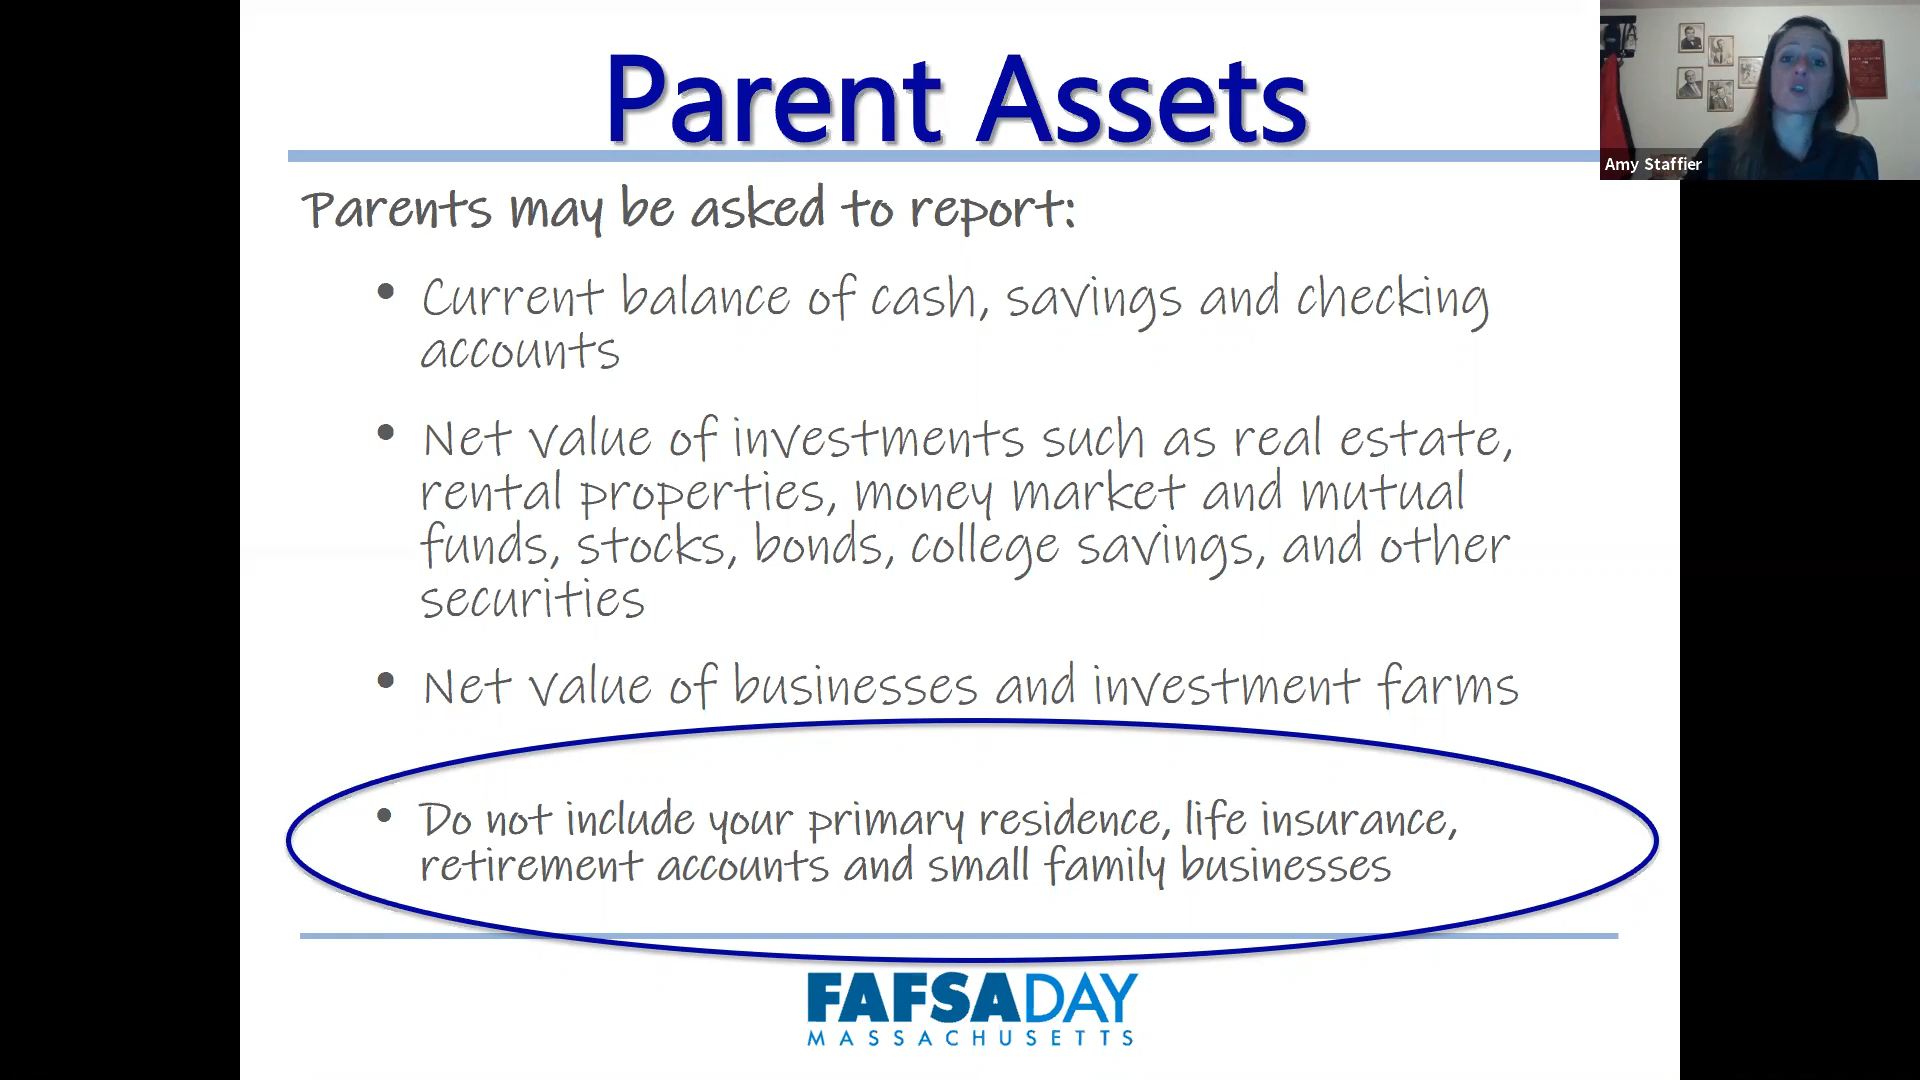 Parent Assets
Amy Staffier
Parents may be asked to report:
• Current balance of cash, savings and checking
accounts
• Net value of investments such as real estate,
rental properties, money market and mutual
funds, stocks, bonds, college savings, and other
securities
• Net value of businesses and investment farms
• Do not include your primary residence, life insurance,
retirement accounts and small family businesses
FAFSADAY
MASSACHUSETTS